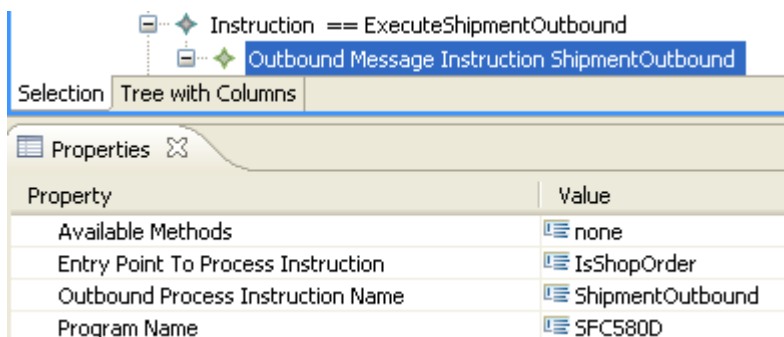 Instruction == ExecuteShipmentOutbound
Outbound Message Instruction ShipmentOutbound
Selection Tree with Columns
Properties
Property Value
Available Methods none
Entry Point To Process Instruction IsShopOrder
Outbound Process Instruction Name ShipmentOutbound
Program Name SFC580D